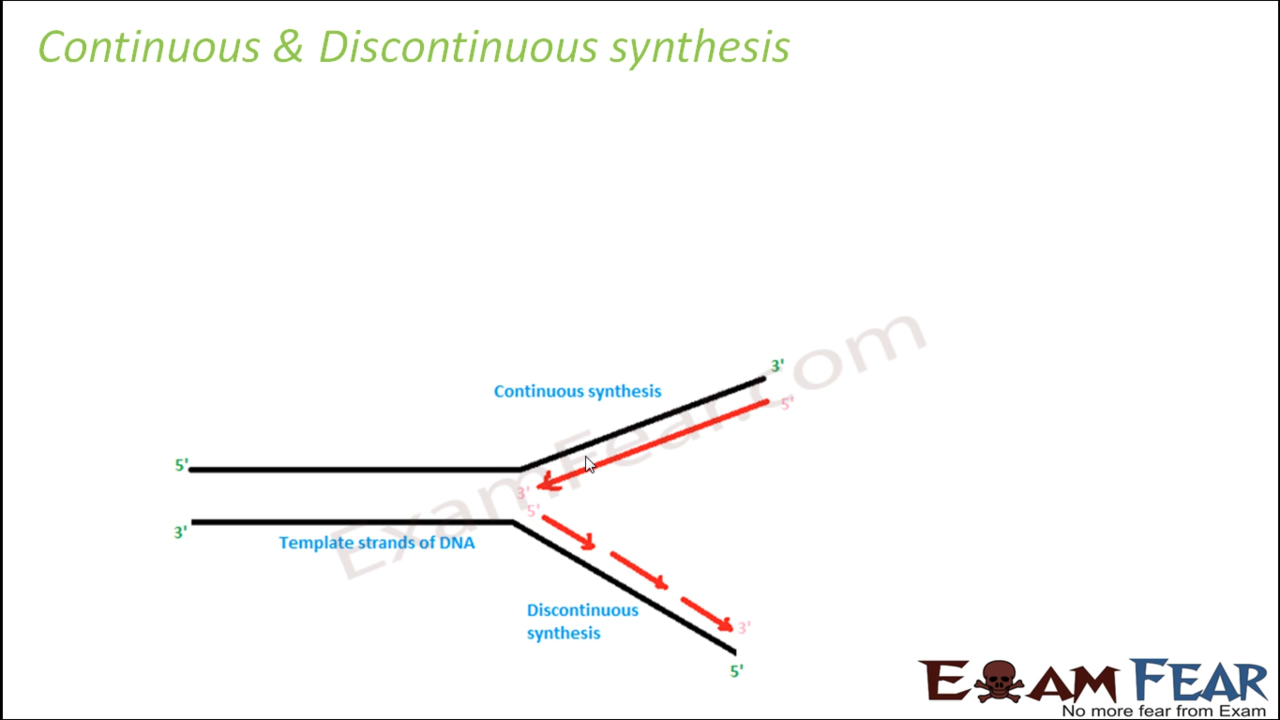 Continuous & Discontinuous synthesis
ExamFear.com
3'
Continuous synthesis
5'
5'
3'
5'
3'
Template strands of DNA
Discontinuous
synthesis
3'
5'
EXAM FEAR
No more fear from Exam